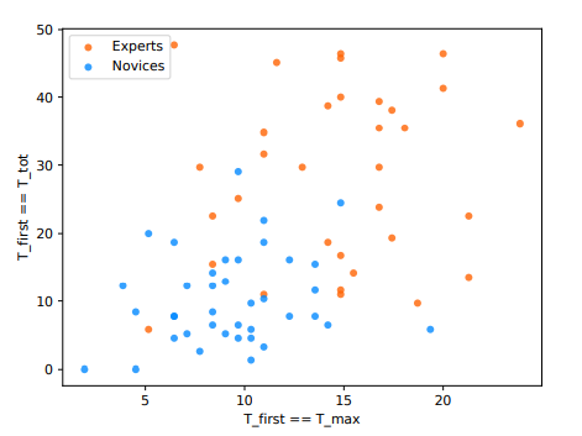 50
Experts
Novices
40
30
20
10
0
T_first == T_tot
5
10
15
20
T_first == T_max